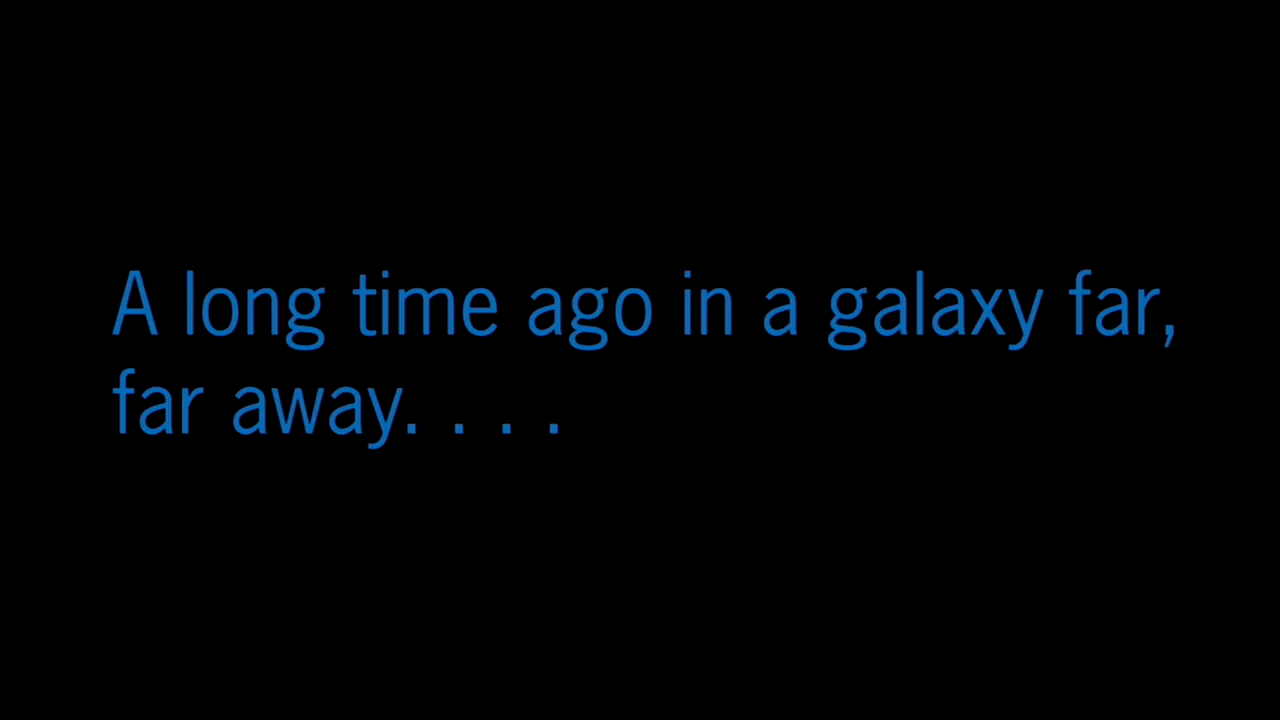 A long time ago in a galaxy far,
far away. . . .